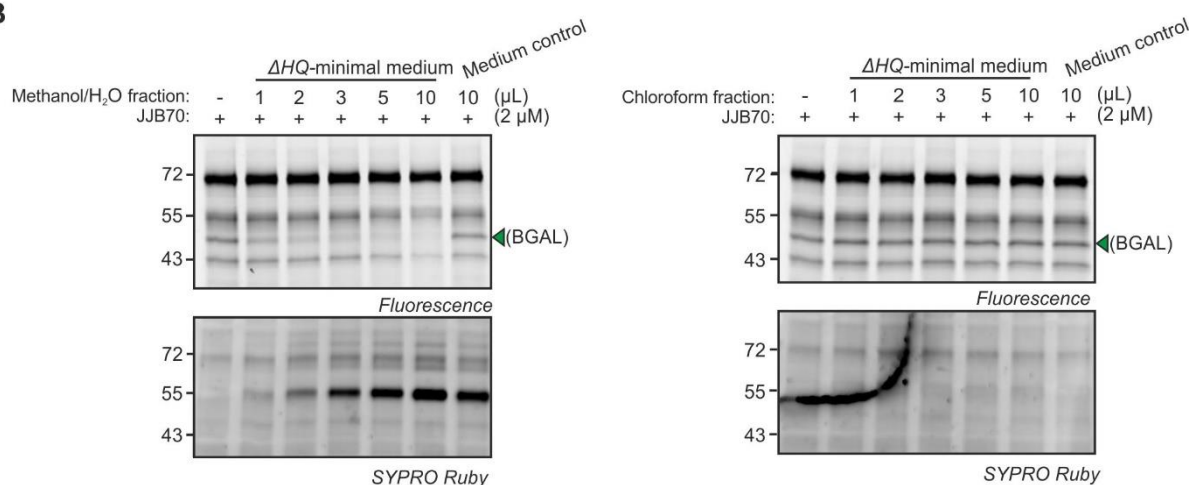 B
ΔHQ-minimal medium Medium control
Methanol/H₂O fraction: - 1 2 3 5 10 10 (µL)
JJB70: + + + + + + + (2 µM)
72
55
(BGAL)
43
Fluorescence
72
55
43
SYPRO Ruby
ΔHQ-minimal medium Medium control
Chloroform fraction: - 1 2 3 5 10 10 (µL)
JJB70: + + + + + + + (2 µM)
72
55
(BGAL)
43
Fluorescence
72
55
43
SYPRO Ruby